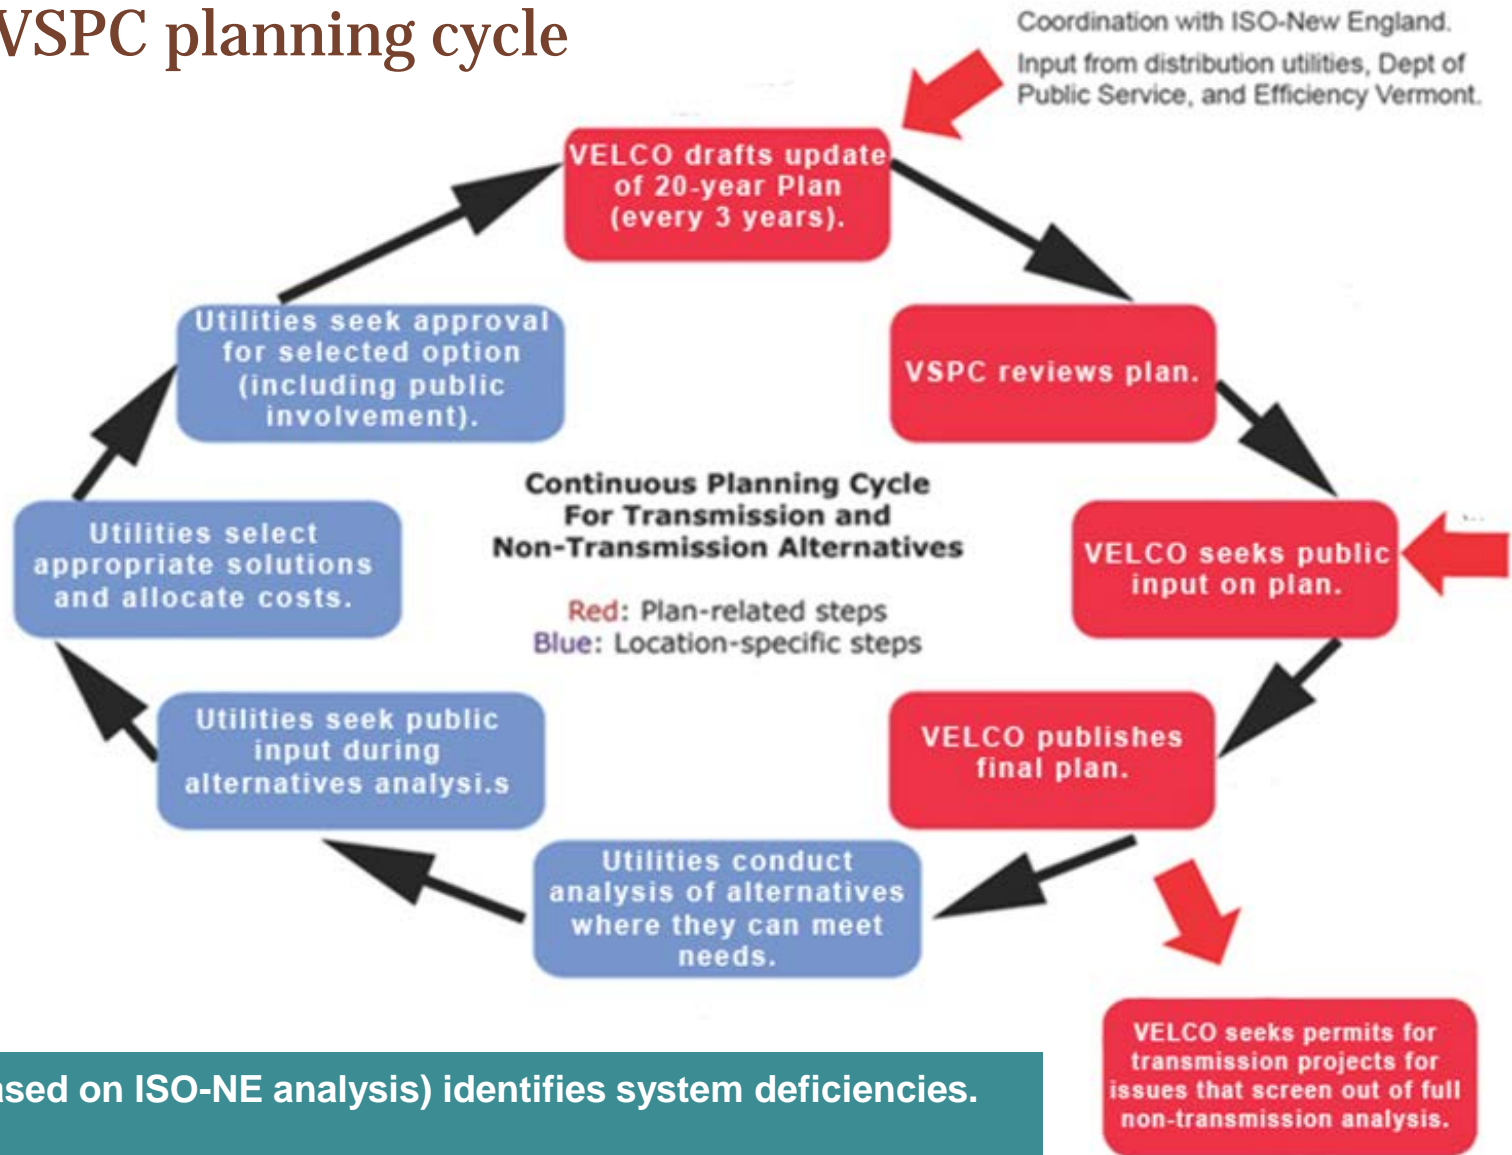 VSPC planning cycle
Coordination with ISO-New England.
Input from distribution utilities, Dept of
Public Service, and Efficiency Vermont.
VELCO drafts update
of 20-year Plan
(every 3 years).
VSPC reviews plan.
VELCO seeks public
input on plan.
VELCO publishes
final plan.
VELCO seeks permits for
transmission projects for
issues that screen out of full
non-transmission analysis.
Utilities conduct
analysis of alternatives
where they can meet
needs.
Utilities seek public
input during
alternatives analysi.s
Utilities select
appropriate solutions
and allocate costs.
Utilities seek approval
for selected option
(including public
involvement).
Continuous Planning Cycle
For Transmission and
Non-Transmission Alternatives
Red: Plan-related steps
Blue: Location-specific steps
on ISO-NE analysis) identifies system deficiencies.